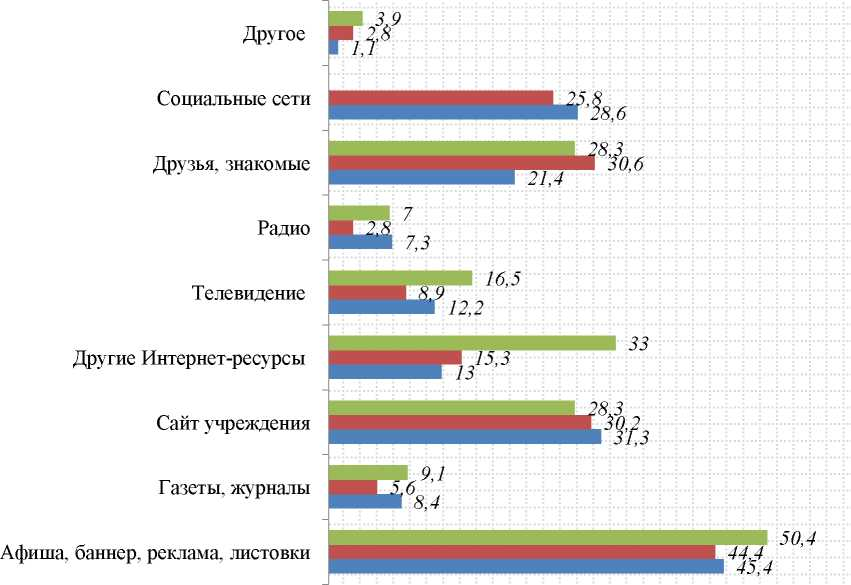 Другое
3,9
2,8
1,1
Социальные сети
25,8
28,6
Друзья, знакомые
28,3
30,6
21,4
Радио
7
2,8
7,3
Телевидение
16,5
8,9
12,2
Другие Интернет-ресурсы
33
15,3
13
Сайт учреждения
28,3
30,2
31,3
Газеты, журналы
9,1
5,6
8,4
Афиша, баннер, реклама, листовки
50,4
44,4
45,4